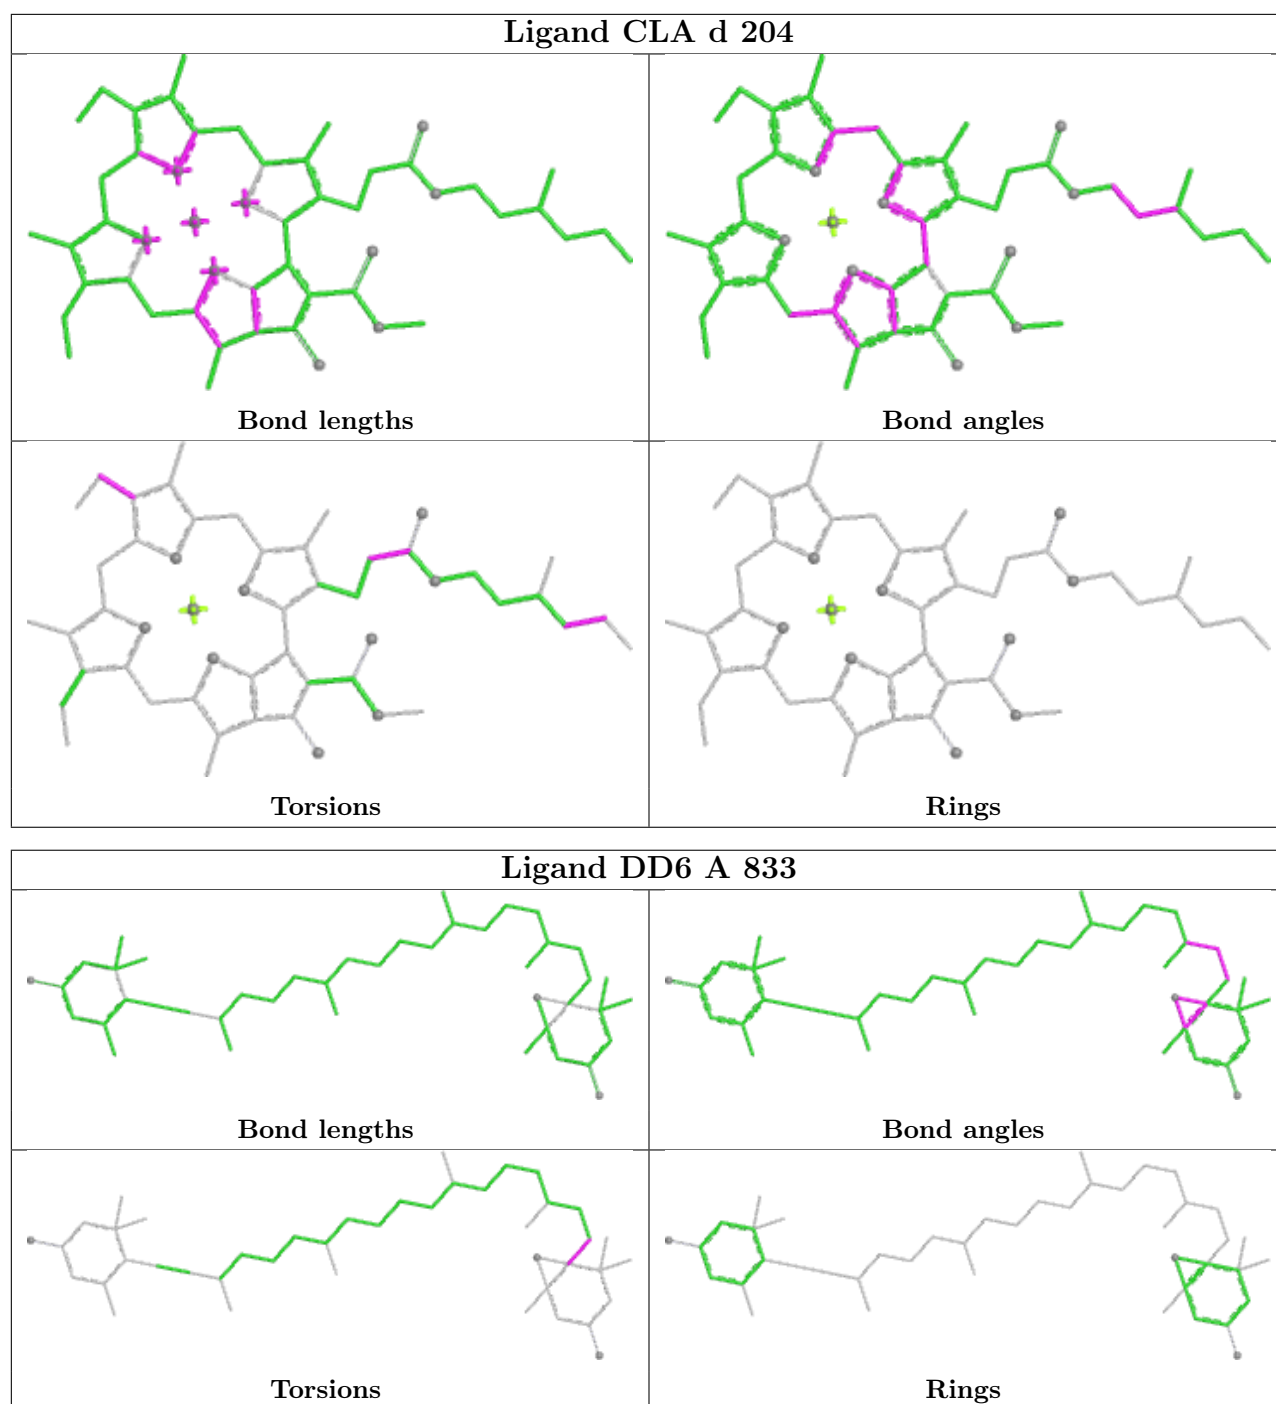 Ligand CLA d 204
Bond lengths
Bond angles
Torsions
Rings
Ligand DD6 A 833
Bond lengths
Bond angles
Torsions
Rings